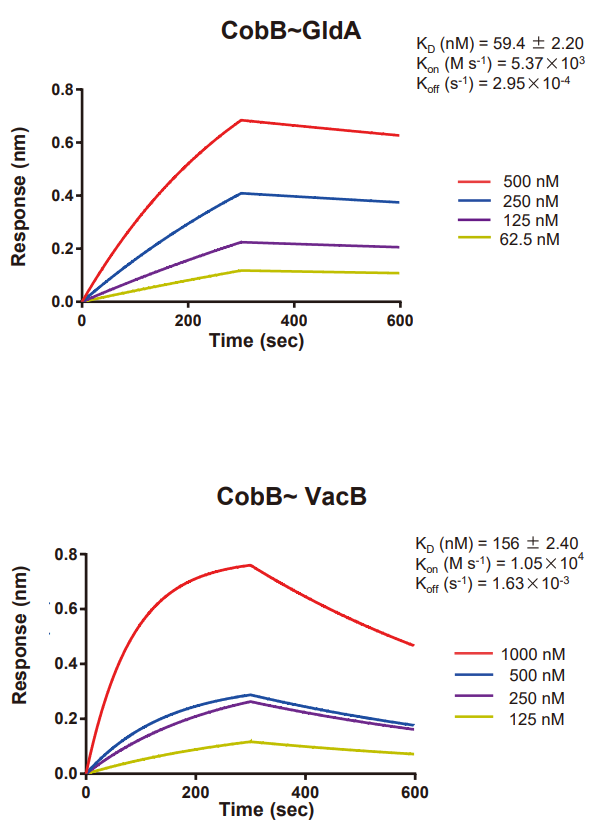 CobB~GldA
K_D (nM) = 59.4 ± 2.20
K_on (M s⁻¹) = 5.37×10³
K_off (s⁻¹) = 2.95×10⁻⁴
Response (nm)
0.8
0.6
0.4
0.2
0.0
0 200 400 600
Time (sec)
500 nM
250 nM
125 nM
62.5 nM
CobB~ VacB
K_D (nM) = 156 ± 2.40
K_on (M s⁻¹) = 1.05×10⁴
K_off (s⁻¹) = 1.63×10⁻³
Response (nm)
0.8
0.6
0.4
0.2
0.0
0 200 400 600
Time (sec)
1000 nM
500 nM
250 nM
125 nM